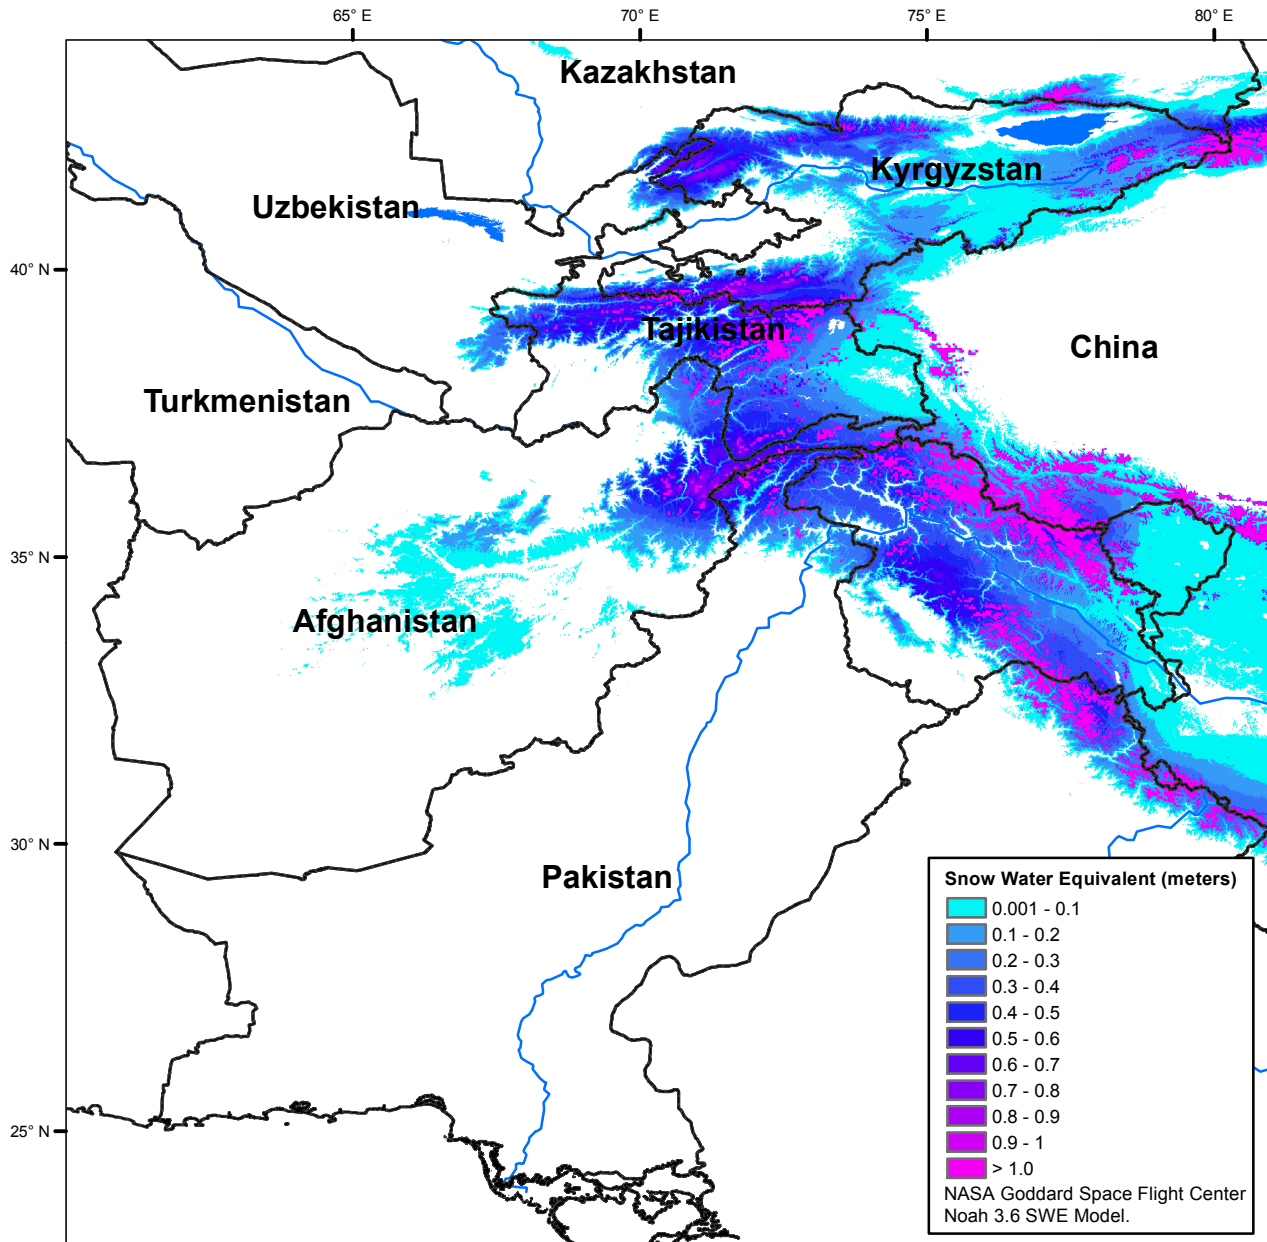 65° E
70° E
75° E
80° E
Kazakhstan
Kyrgyzstan
Uzbekistan
40° N
Tajikistan
China
Turkmenistan
35° N
Afghanistan
30° N
Pakistan
25° N
Snow Water Equivalent (meters)
0.001 - 0.1
0.1 - 0.2
0.2 - 0.3
0.3 - 0.4
0.4 - 0.5
0.5 - 0.6
0.6 - 0.7
0.7 - 0.8
0.8 - 0.9
0.9 - 1
> 1.0
NASA Goddard Space Flight Center
Noah 3.6 SWE Model.